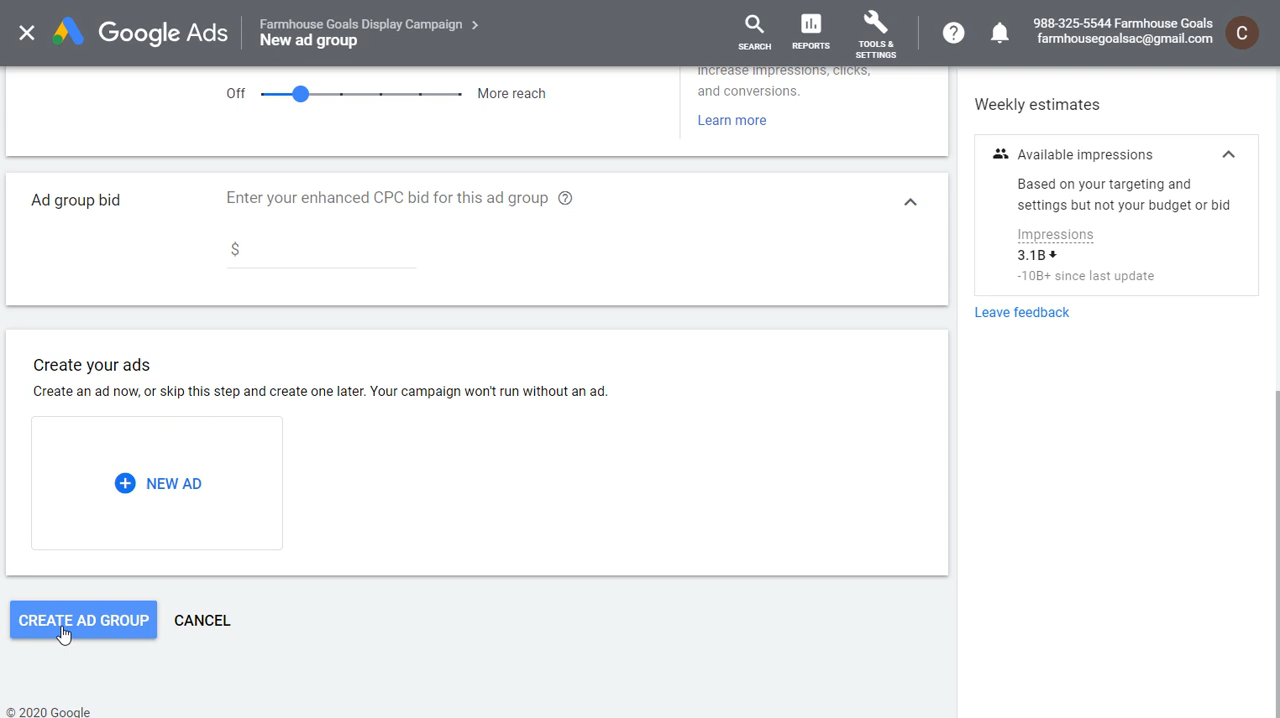 Google Ads
Farmhouse Goals Display Campaign >
New ad group
SEARCH
REPORTS
TOOLS &
SETTINGS
988-325-5544 Farmhouse Goals
farmhousegoalsac@gmail.com
C
Off
More reach
increase impressions, clicks,
and conversions.
Learn more
Ad group bid
Enter your enhanced CPC bid for this ad group
$
Create your ads
Create an ad now, or skip this step and create one later. Your campaign won't run without an ad.
NEW AD
CREATE AD GROUP
CANCEL
© 2020 Google
Weekly estimates
Available impressions
Based on your targeting and
settings but not your budget or bid
Impressions
3.1B
-10B+ since last update
Leave feedback